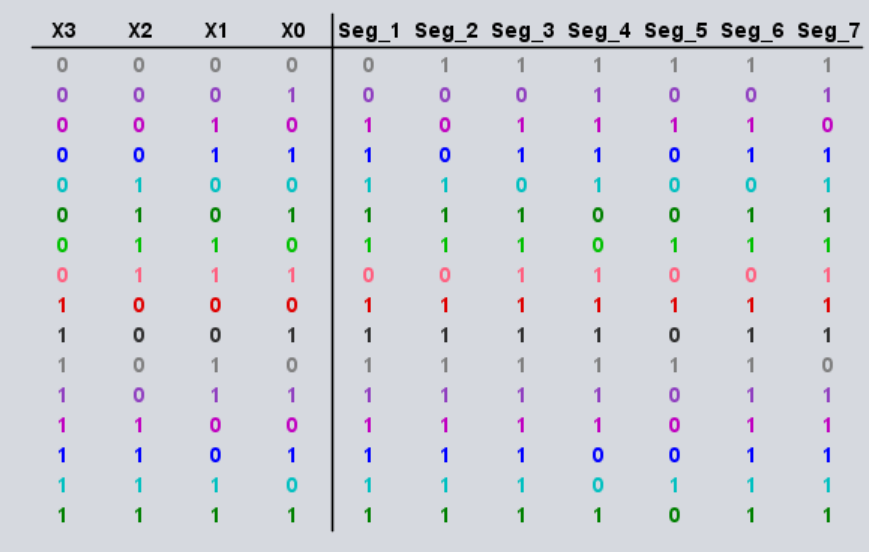 X3 X2 X1 X0 Seg_1 Seg_2 Seg_3 Seg_4 Seg_5 Seg_6 Seg_7
0 0 0 0 0 1 1 1 1 1 1
0 0 0 1 0 0 0 1 0 0 1
0 0 1 0 1 0 1 1 1 1 0
0 0 1 1 1 0 1 1 0 1 1
0 1 0 0 1 1 0 1 0 0 1
0 1 0 1 1 1 1 0 0 1 1
0 1 1 0 1 1 1 0 1 1 1
0 1 1 1 0 0 1 1 0 0 1
1 0 0 0 1 1 1 1 1 1 1
1 0 0 1 1 1 1 1 0 1 1
1 0 1 0 1 1 1 1 1 1 0
1 0 1 1 1 1 1 1 0 1 1
1 1 0 0 1 1 1 1 0 1 1
1 1 0 1 1 1 1 0 0 1 1
1 1 1 0 1 1 1 0 1 1 1
1 1 1 1 1 1 1 1 0 1 1